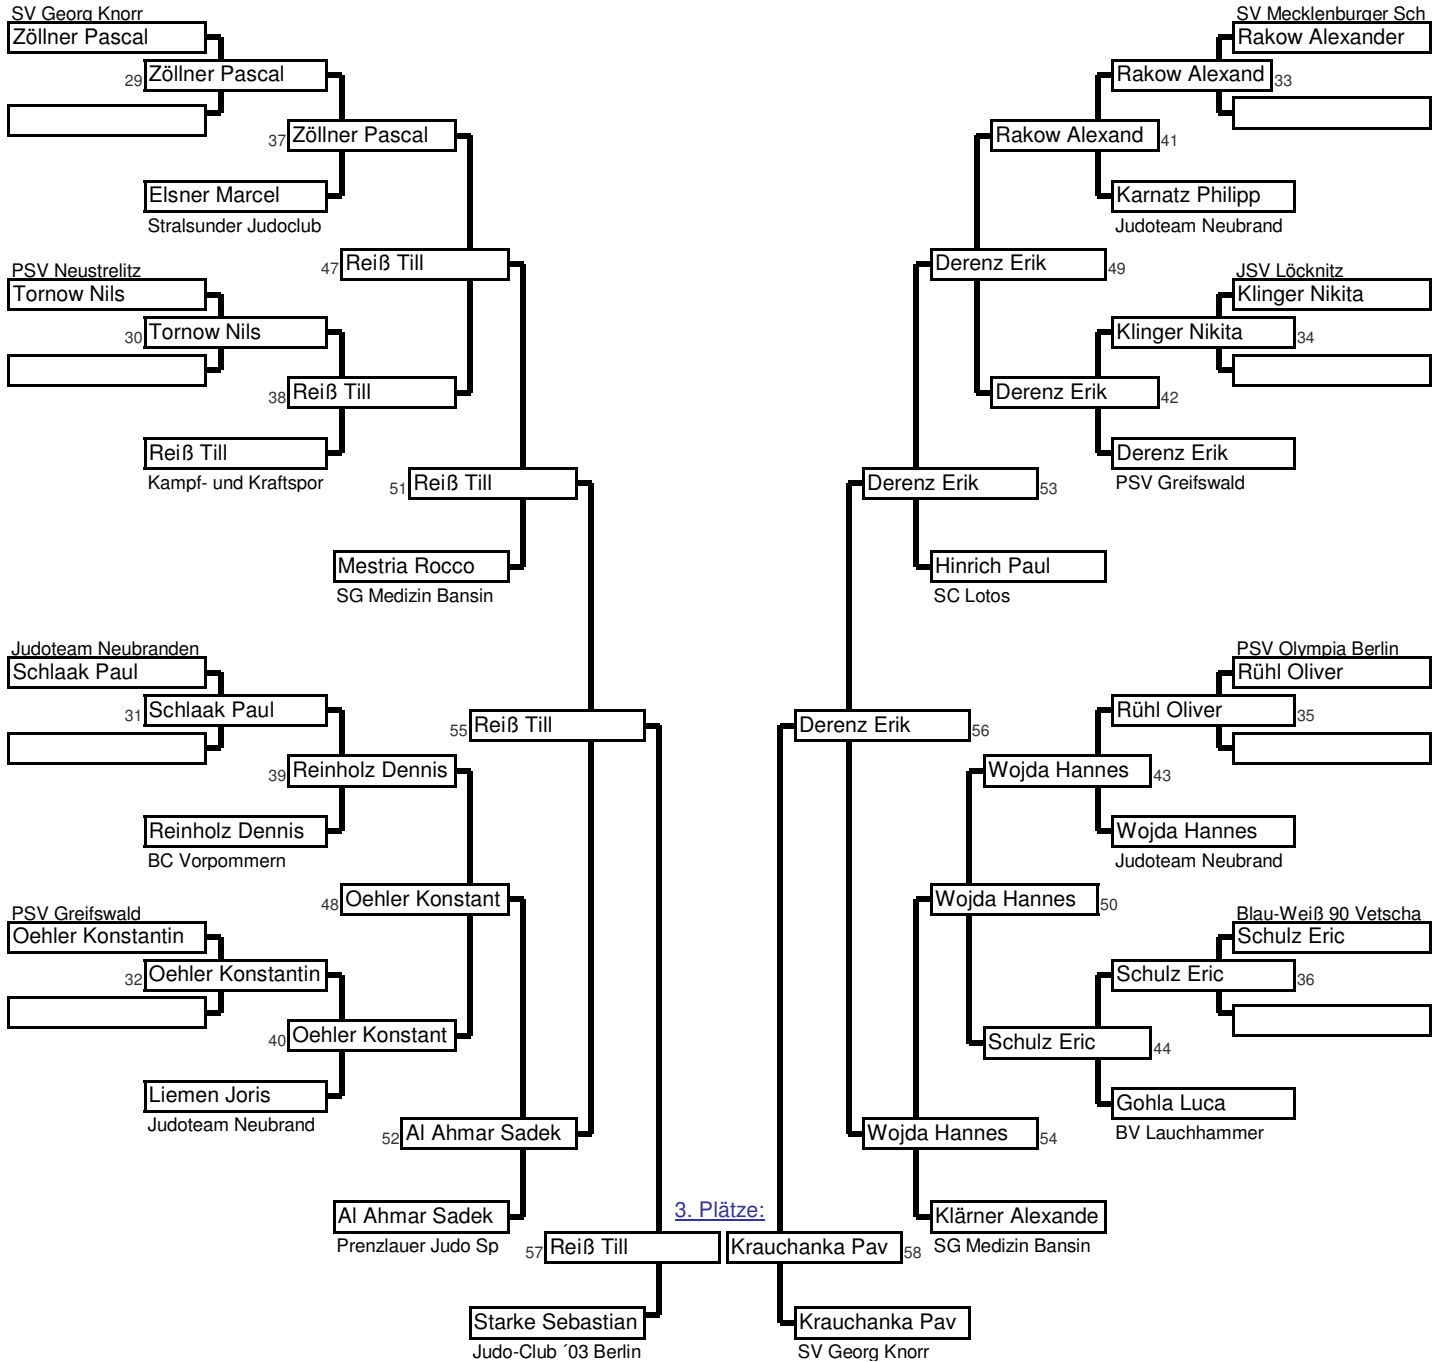 SV Georg Knorr
Zöllner Pascal
29 Zöllner Pascal
37 Zöllner Pascal
Elsner Marcel
Stralsunder Judoclub
47 Reiß Till
PSV Neustrelitz
Tornow Nils
30 Tornow Nils
38 Reiß Till
Reiß Till
Kampf- und Kraftspor
51 Reiß Till
Mestria Rocco
SG Medizin Bansin
Judoteam Neubranden
Schlaak Paul
31 Schlaak Paul
55 Reiß Till
39 Reinholz Dennis
Reinholz Dennis
BC Vorpommern
48 Oehler Konstant
PSV Greifswald
Oehler Konstantin
32 Oehler Konstantin
40 Oehler Konstant
Liemen Joris
Judoteam Neubrand
52 Al Ahmar Sadek
Al Ahmar Sadek
Prenzlauer Judo Sp
57 Reiß Till
Starke Sebastian
Judo-Club ´03 Berlin
3. Plätze:
SV Mecklenburger Sch
Rakow Alexander
Rakow Alexand 33
Rakow Alexand 41
Karnatz Philipp
Judoteam Neubrand
Derenz Erik 49
JSV Löcknitz
Klinger Nikita
Klinger Nikita 34
Derenz Erik 42
Derenz Erik
PSV Greifswald
Derenz Erik 53
Hinrich Paul
SC Lotos
PSV Olympia Berlin
Rühl Oliver
Rühl Oliver 35
Derenz Erik 56
Wojda Hannes 43
Wojda Hannes
Judoteam Neubrand
Wojda Hannes 50
Blau-Weiß 90 Vetscha
Schulz Eric
Schulz Eric 36
Schulz Eric 44
Gohla Luca
BV Lauchhammer
Wojda Hannes 54
Klärner Alexande
SG Medizin Bansin
Krauchanka Pav 58
Krauchanka Pav
SV Georg Knorr